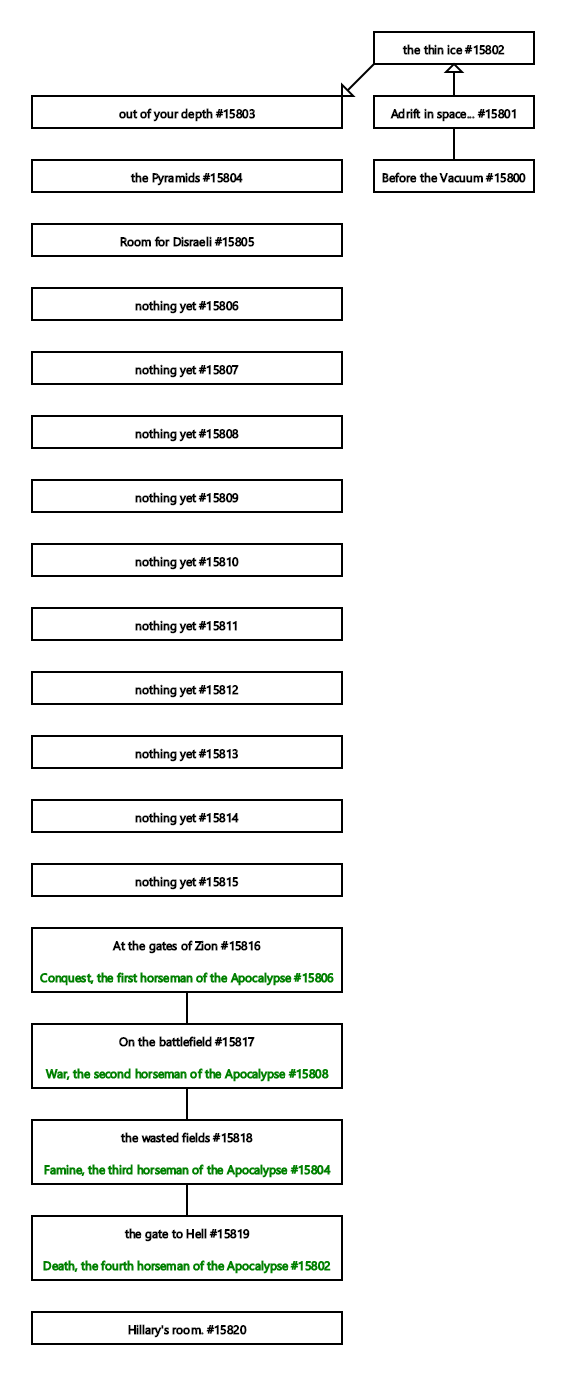 the thin ice #15802
out of your depth #15803
Adrift in space... #15801
the Pyramids #15804
Before the Vacuum #15800
Room for Disraeli #15805
nothing yet #15806
nothing yet #15807
nothing yet #15808
nothing yet #15809
nothing yet #15810
nothing yet #15811
nothing yet #15812
nothing yet #15813
nothing yet #15814
nothing yet #15815
At the gates of Zion #15816
Conquest, the first horseman of the Apocalypse #15806
On the battlefield #15817
War, the second horseman of the Apocalypse #15808
the wasted fields #15818
Famine, the third horseman of the Apocalypse #15804
the gate to Hell #15819
Death, the fourth horseman of the Apocalypse #15802
Hillary's room. #15820